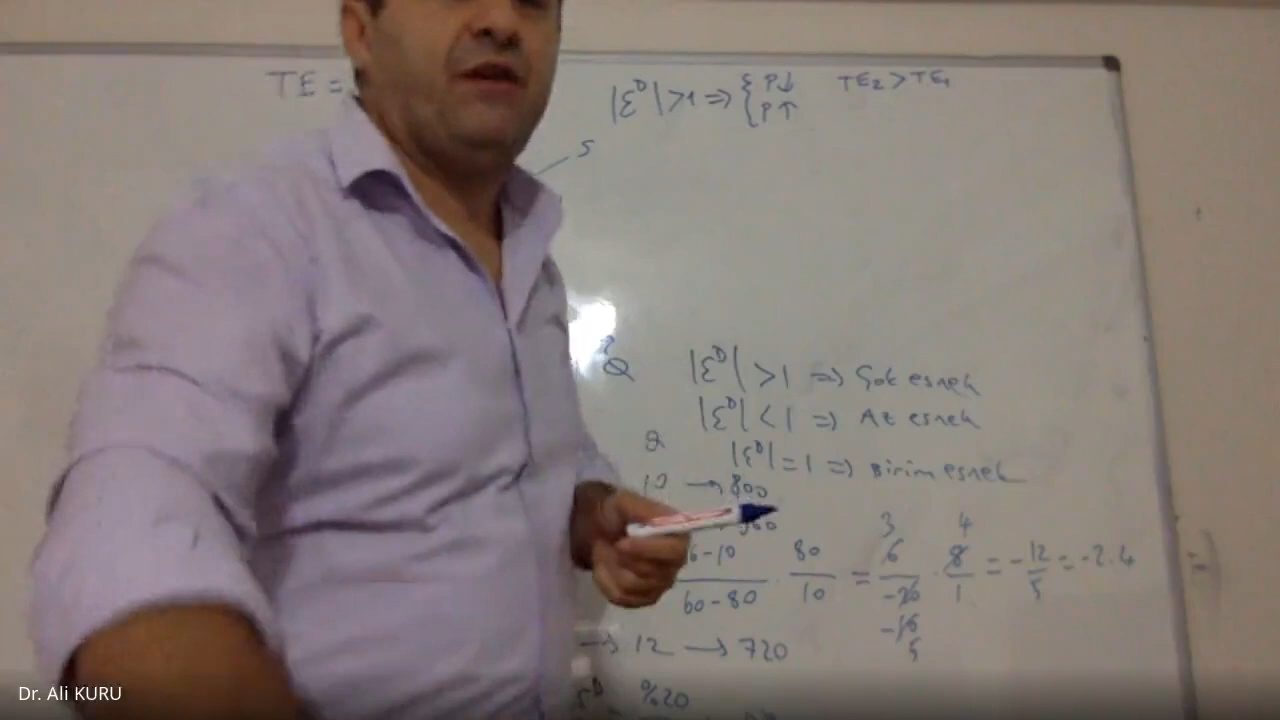 TE =
|ε^D| > 1 => { P↓ TE₂ > TE₁
P↑
S
Q |ε^D| > 1 => Çok esnek
|ε^D| < 1 => Az esnek
|ε^D| = 1 => Birim esnek
10 → 800
6-10 / 60-80 . 80 / 10 = 6 / -20 . 8 / 1 = -12 / 5 = -2.4 =>
→ 12 → 720
%20
Dr. Ali KURU